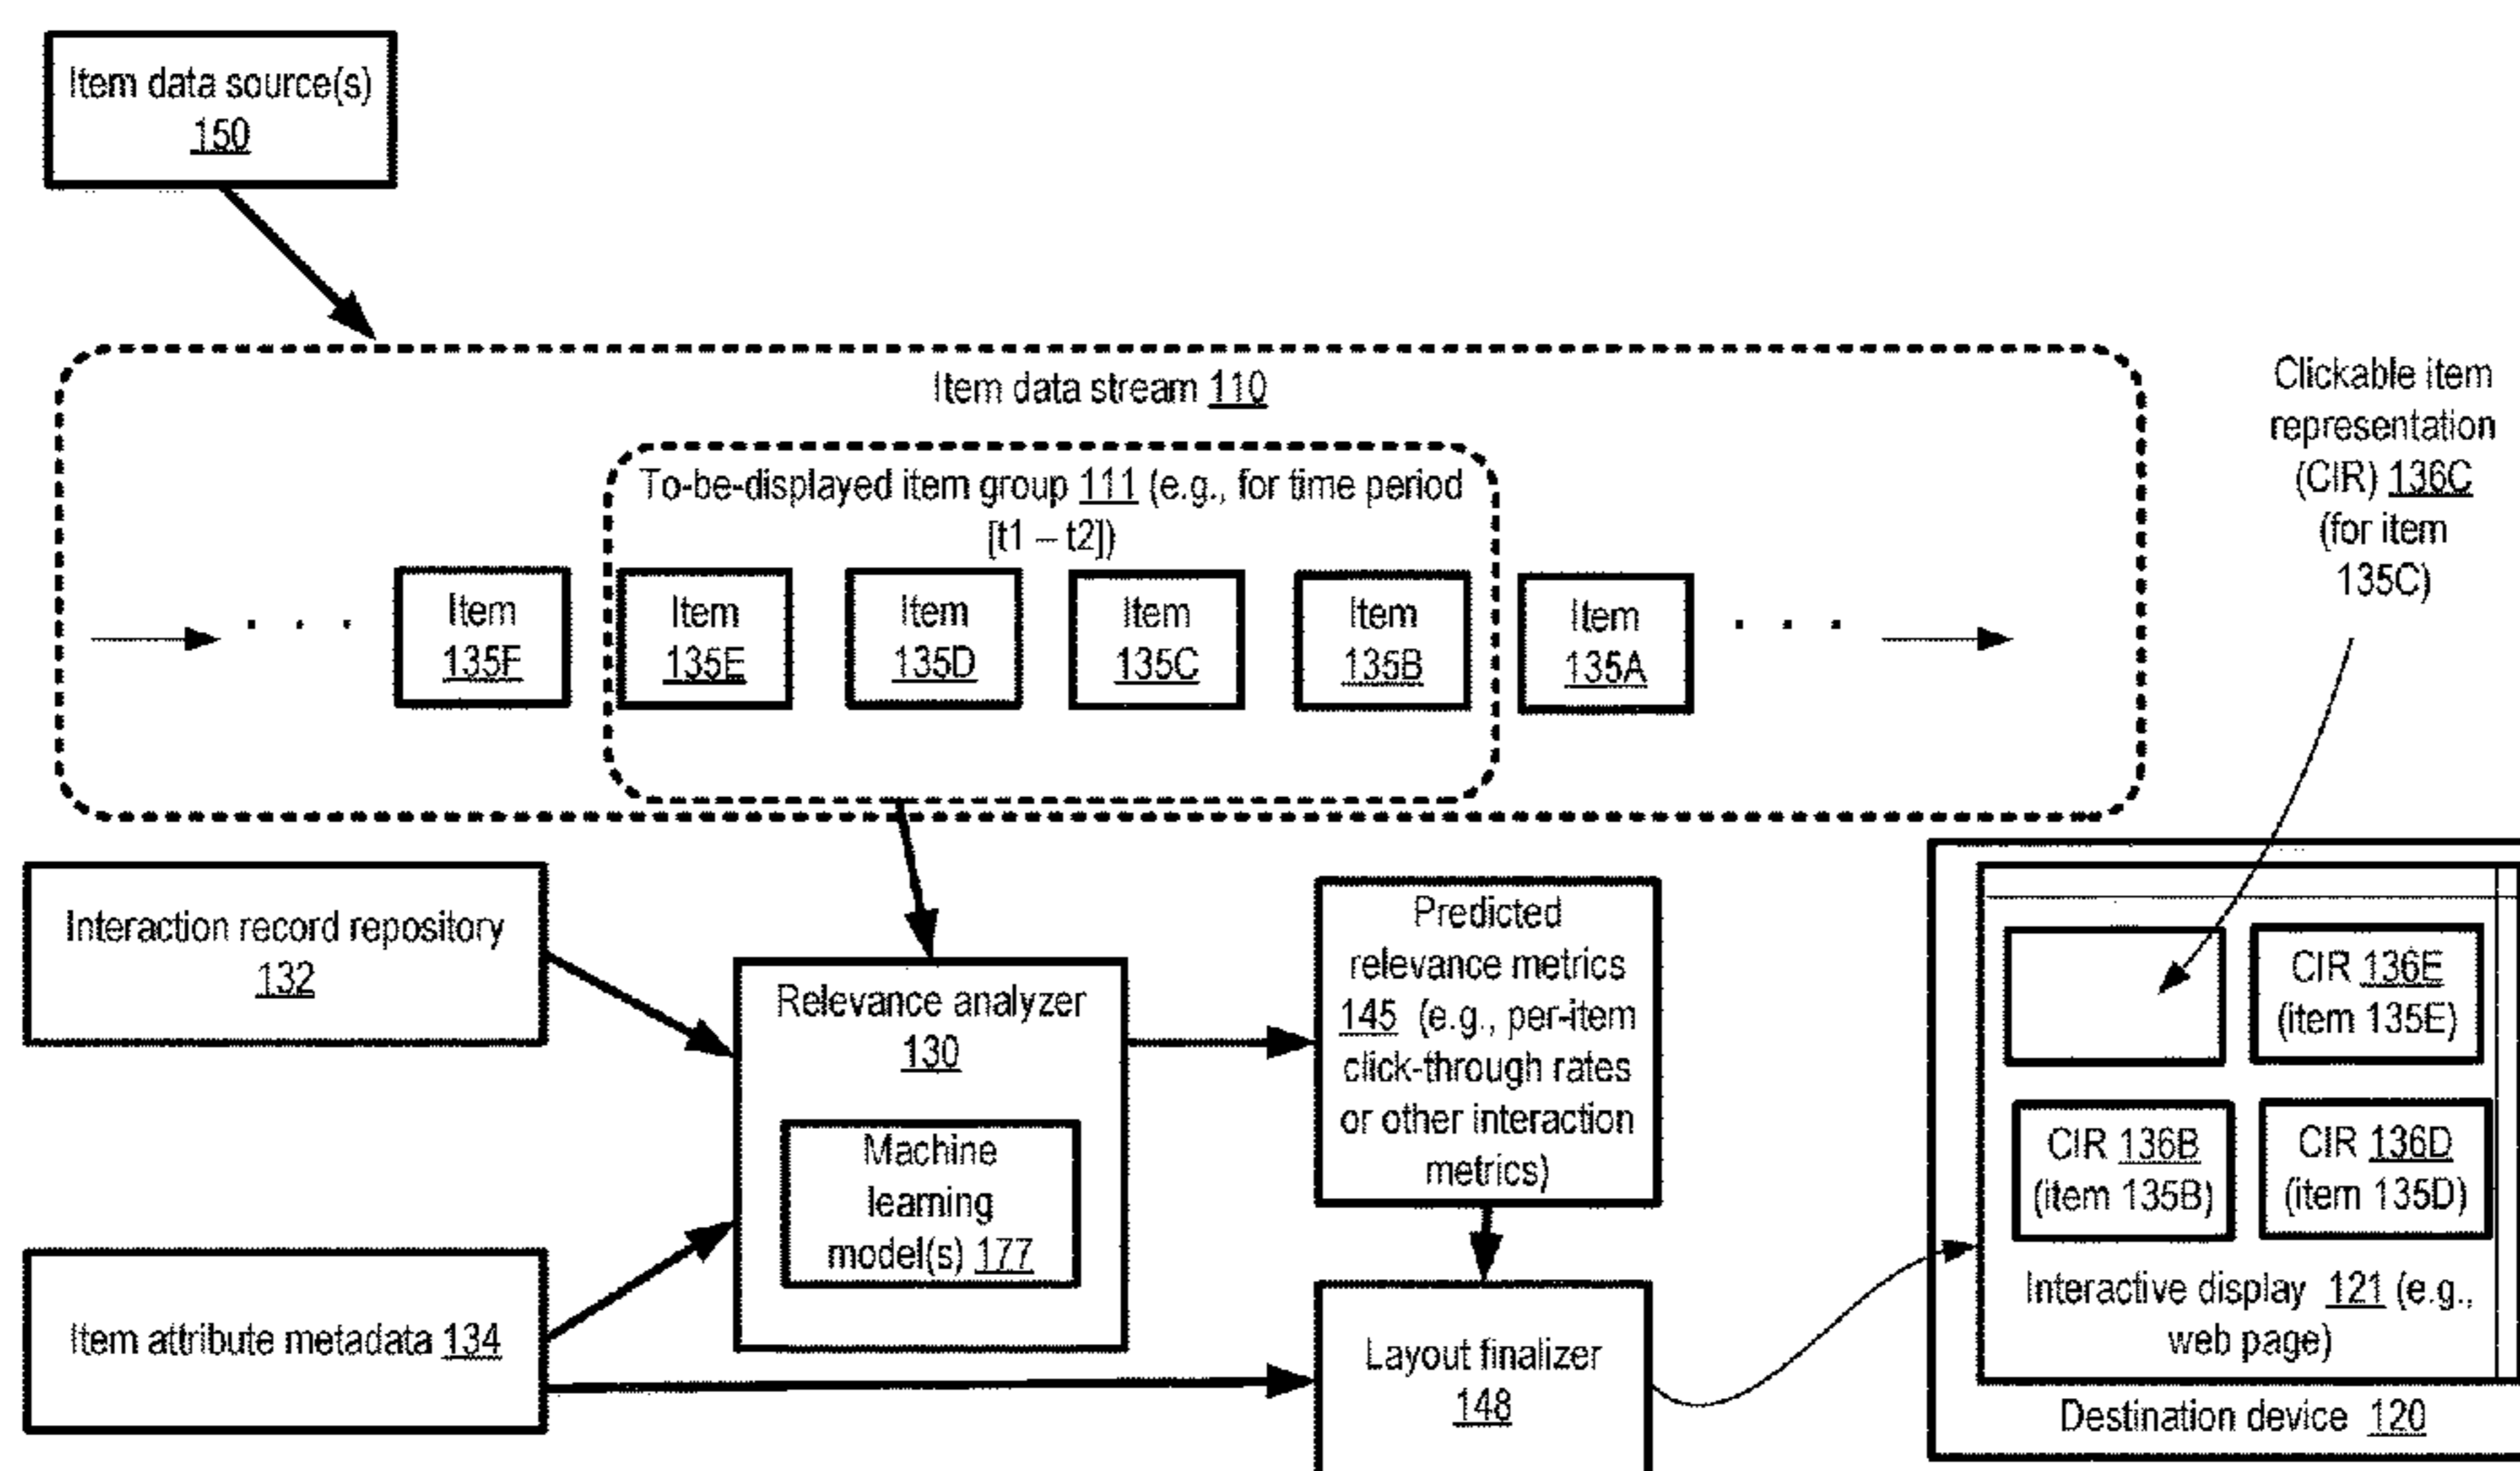 Item data source(s)
150
Item data stream 110
To-be-displayed item group 111 (e.g., for time period
[t1 – t2])
Item
135F
Item
135E
Item
135D
Item
135C
Item
135B
Item
135A
Clickable item
representation
(CIR) 136C
(for item
135C)
Interaction record repository
132
Item attribute metadata 134
Relevance analyzer
130
Machine
learning
model(s) 177
Predicted
relevance metrics
145 (e.g., per-item
click-through rates
or other interaction
metrics)
Layout finalizer
148
CIR 136E
(item 135E)
CIR 136B
(item 135B)
CIR 136D
(item 135D)
Interactive display 121 (e.g.,
web page)
Destination device 120